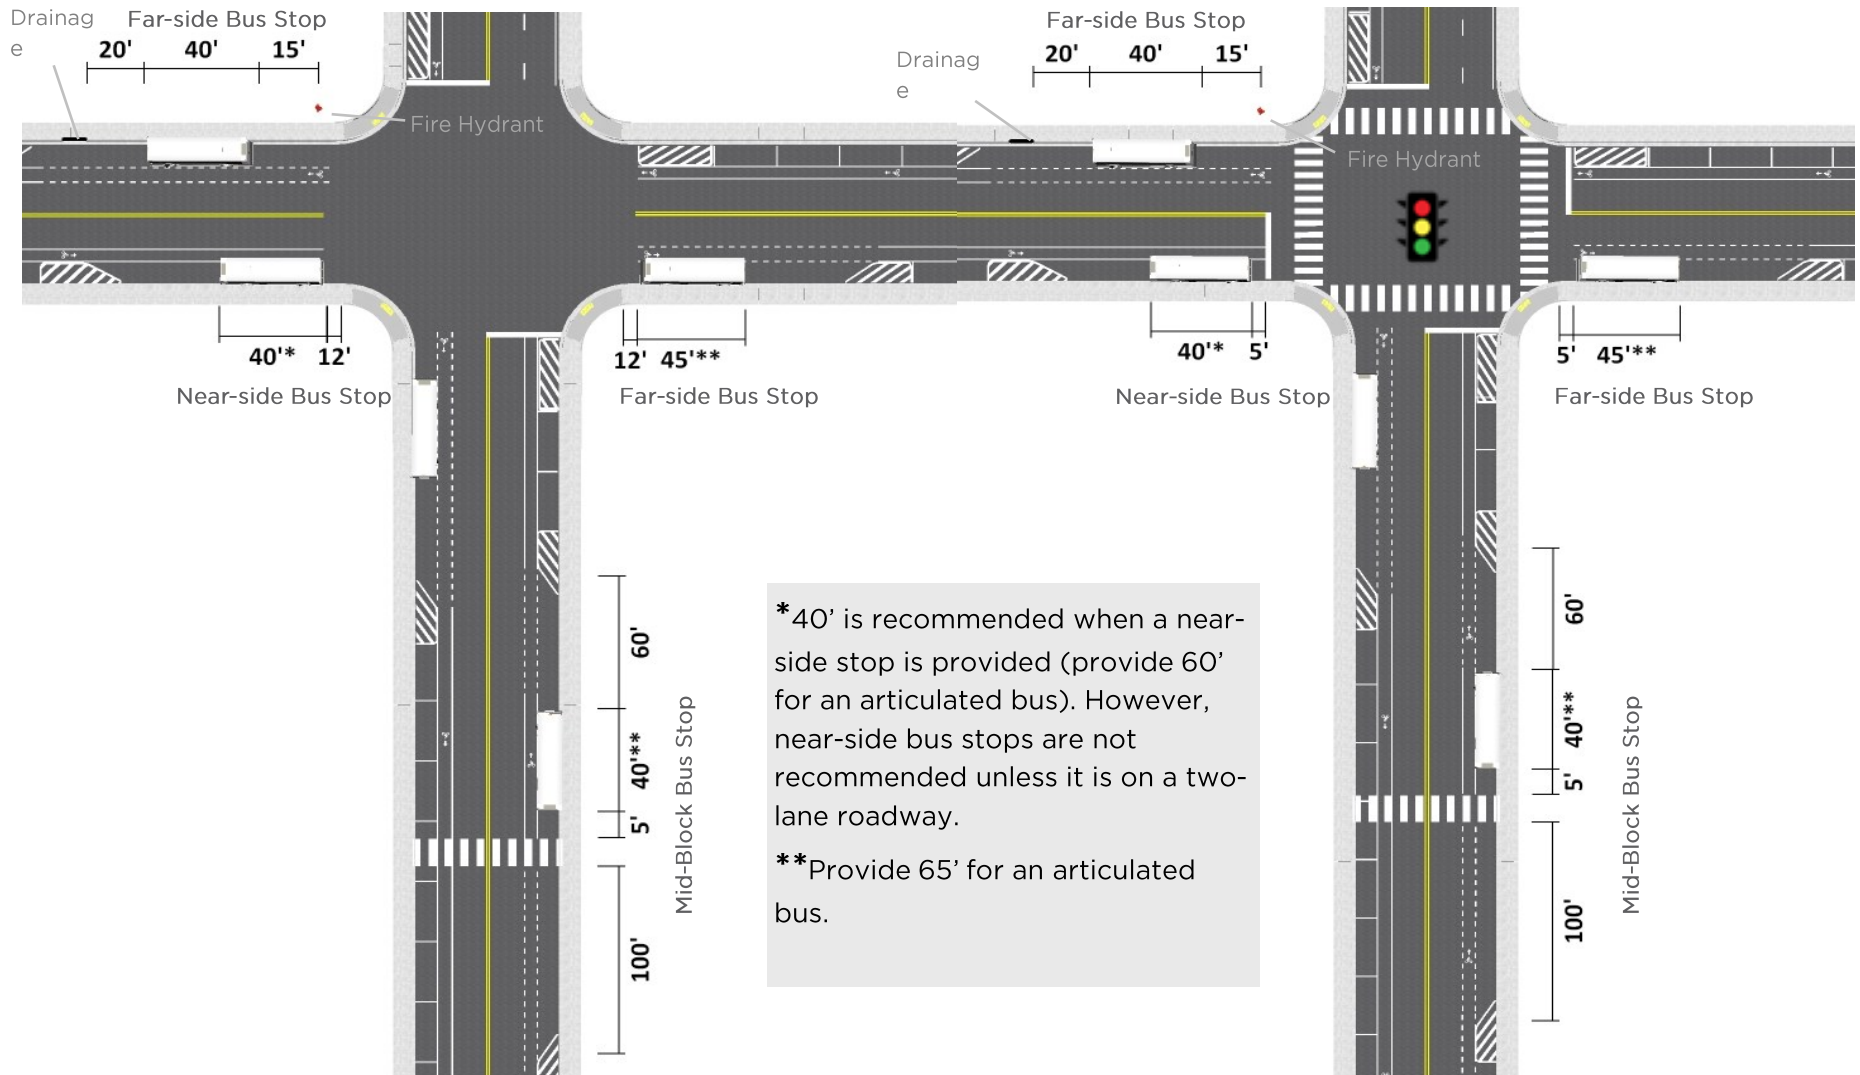 Drainag
e
Far-side Bus Stop
20' 40' 15'
Fire Hydrant
40'* 12'
Near-side Bus Stop
12' 45'**
Far-side Bus Stop
60'
40'**
5'
100'
Mid-Block Bus Stop
Drainag
e
Far-side Bus Stop
20' 40' 15'
Fire Hydrant
40'* 5'
Near-side Bus Stop
5' 45'**
Far-side Bus Stop
60'
40'**
5'
100'
Mid-Block Bus Stop
*40’ is recommended when a near-
side stop is provided (provide 60’
for an articulated bus). However,
near-side bus stops are not
recommended unless it is on a two-
lane roadway.
**Provide 65’ for an articulated
bus.